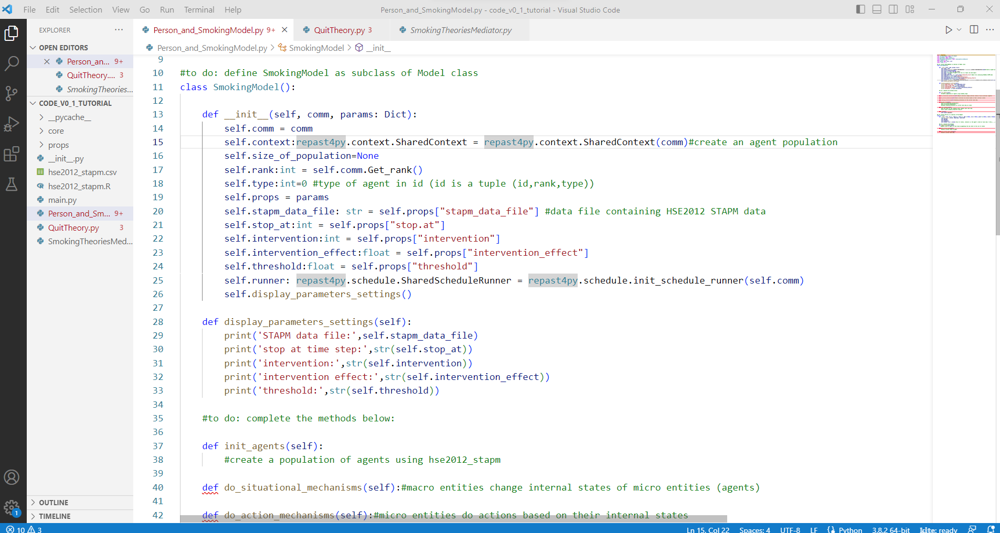 File Edit Selection View Go Run Terminal Help
Person_and_SmokingModel.py - code_v0_1_tutorial - Visual Studio Code
EXPLORER
OPEN EDITORS
Person_an... 9+
QuitTheory.... 3
SmokingTheories...
CODE_V0_1_TUTORIAL
__pycache__
core
props
__init__.py
hse2012_stapm.csv
hse2012_stapm.R
main.py
Person_and_Sm... 9+
QuitTheory.py 3
SmokingTheoriesMed...
OUTLINE
TIMELINE
Person_and_SmokingModel.py 9+ QuitTheory.py 3 SmokingTheoriesMediator.py
Person_and_SmokingModel.py > SmokingModel > __init__
9
10 #to do: define SmokingModel as subclass of Model class
11 class SmokingModel():
12
13 def __init__(self, comm, params: Dict):
14 self.comm = comm
15 self.context:repast4py.context.SharedContext = repast4py.context.SharedContext(comm)#create an agent population
16 self.size_of_population=None
17 self.rank:int = self.comm.Get_rank()
18 self.type:int=0 #type of agent in id (id is a tuple (id,rank,type))
19 self.props = params
20 self.stapm_data_file: str = self.props["stapm_data_file"] #data file containing HSE2012 STAPM data
21 self.stop_at:int = self.props["stop.at"]
22 self.intervention:int = self.props["intervention"]
23 self.intervention_effect:float = self.props["intervention_effect"]
24 self.threshold:float = self.props["threshold"]
25 self.runner: repast4py.schedule.SharedScheduleRunner = repast4py.schedule.init_schedule_runner(self.comm)
26 self.display_parameters_settings()
27
28 def display_parameters_settings(self):
29 print('STAPM data file:',self.stapm_data_file)
30 print('stop at time step:',str(self.stop_at))
31 print('intervention:',str(self.intervention))
32 print('intervention effect:',str(self.intervention_effect))
33 print('threshold:',str(self.threshold))
34
35 #to do: complete the methods below:
36
37 def init_agents(self):
38 #create a population of agents using hse2012_stapm
39
40 def do_situational_mechanisms(self):#macro entities change internal states of micro entities (agents)
41
42 def do_action_mechanisms(self):#micro entities do actions based on their internal states
1
10 3
Ln 15, Col 22 Spaces: 4 UTF-8 LF Python 3.8.2 64-bit kite: ready